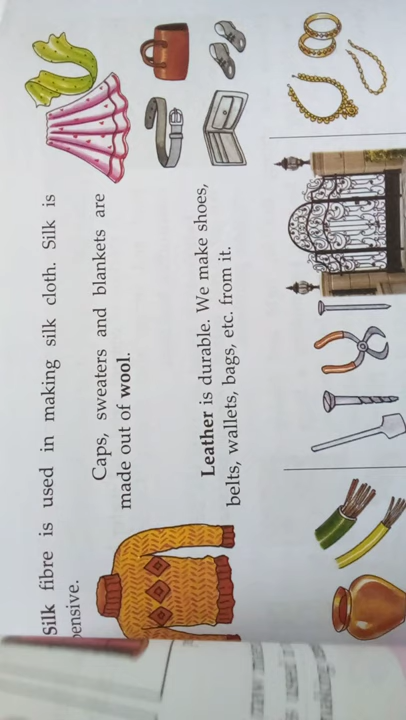 Silk fibre is used in making silk cloth. Silk is
pensive.
Caps, sweaters and blankets are
made out of wool.
Leather is durable. We make shoes,
belts, wallets, bags, etc. from it.